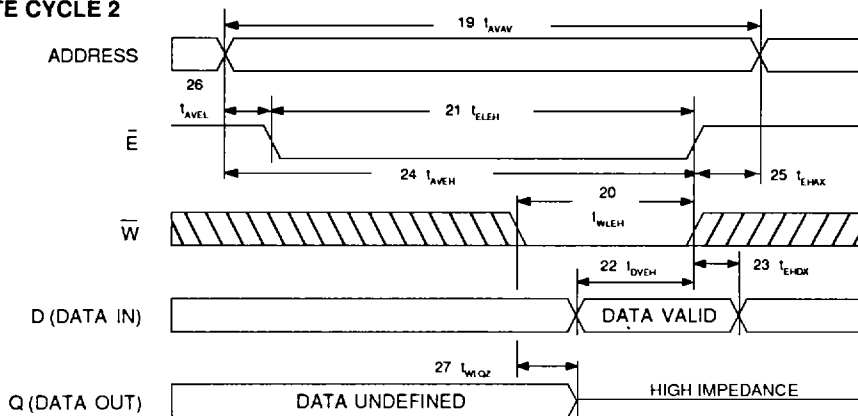 TE CYCLE 2
19 tAVAV
ADDRESS
26
tAVEL
21 tELEH
E
24 tAVEH
25 tEHAX
20
tWLEH
W
22 tDVEH
23 tEHDX
D (DATA IN)
DATA VALID
27 tWLQZ
Q (DATA OUT)
DATA UNDEFINED
HIGH IMPEDANCE